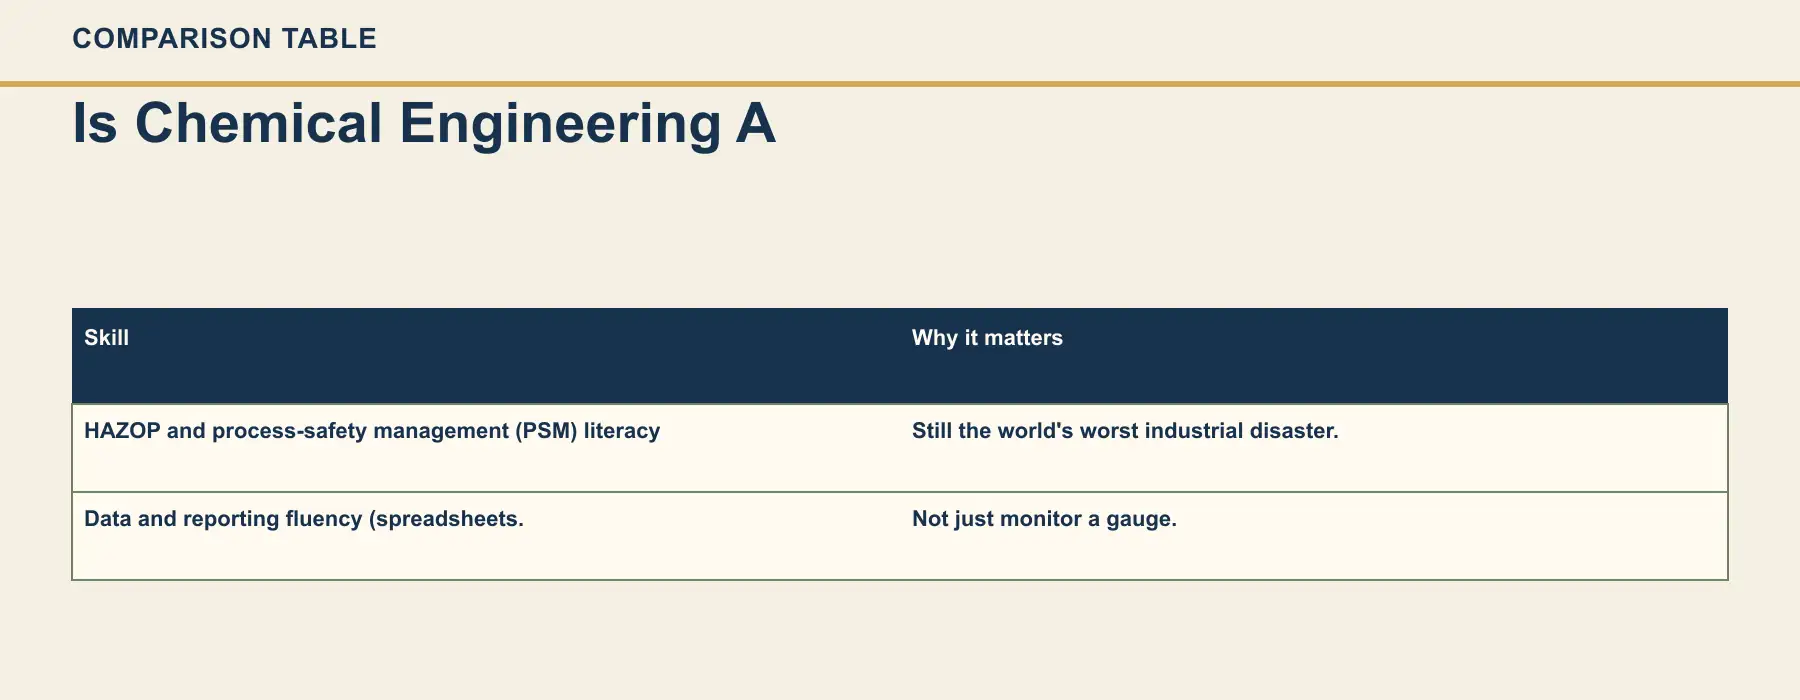 COMPARISON TABLE
Is Chemical Engineering A
Skill Why it matters
HAZOP and process-safety management (PSM) literacy Still the world's worst industrial disaster.
Data and reporting fluency (spreadsheets. Not just monitor a gauge.